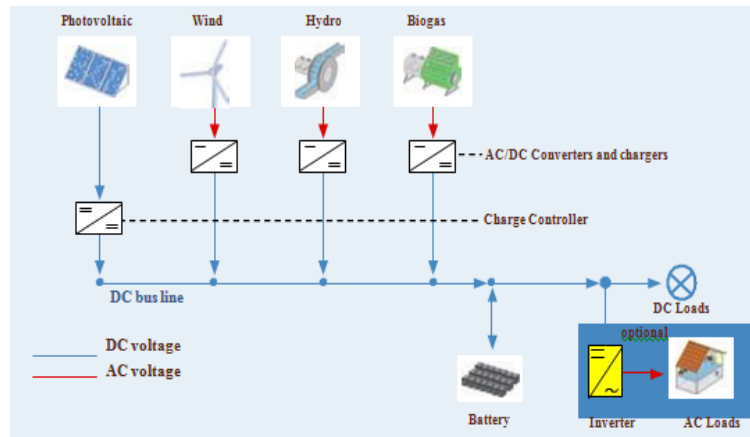 Photovoltaic Wind Hydro Biogas
AC/DC Converters and chargers
Charge Controller
DC bus line
DC Loads
DC voltage
optional
AC voltage
Battery
Inverter
AC Loads